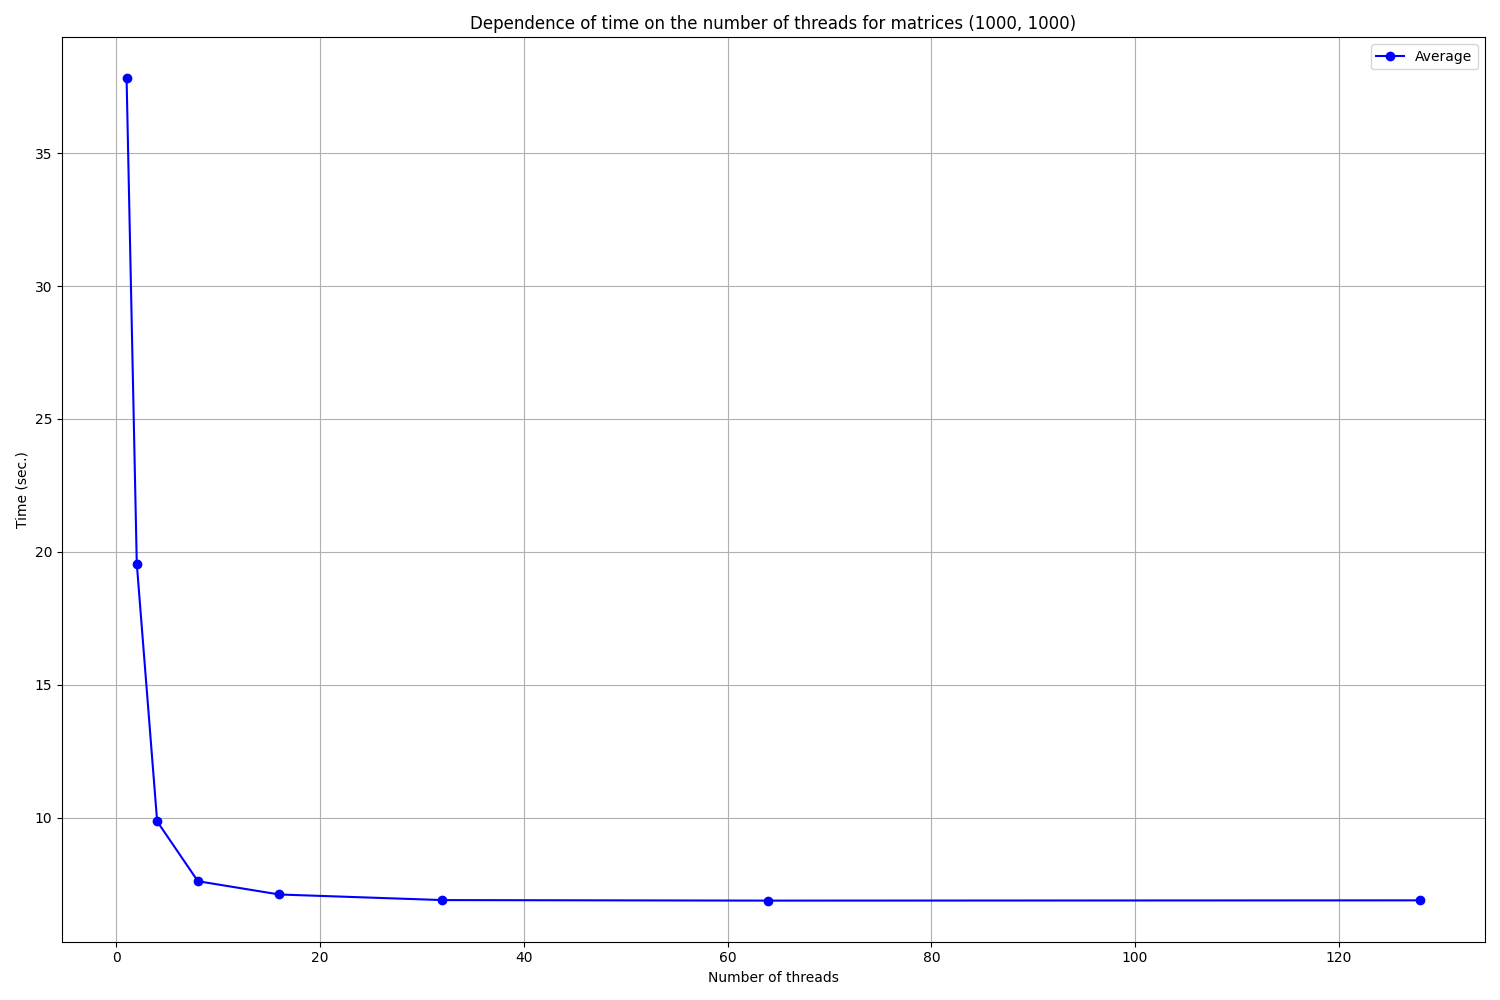 Dependence of time on the number of threads for matrices (1000, 1000)
Average
35
30
25
20
15
10
Time (sec.)
0 20 40 60 80 100 120
Number of threads